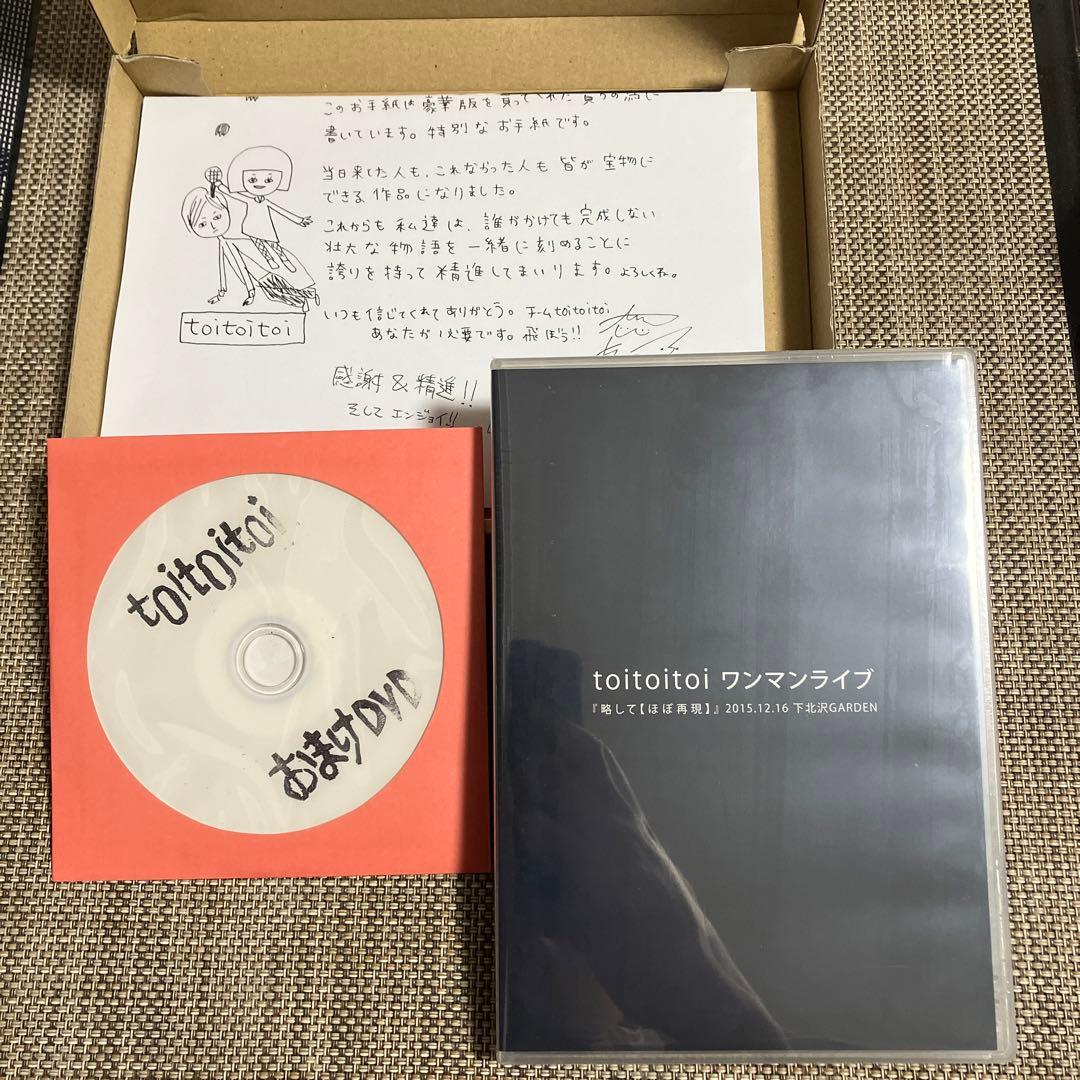 このお手紙は豪華版を買ってくれた
書いています。特別なお手紙です。
当日来てた人も、これなかった人も 皆が 宝物に
できる 作品になりました。
これからも 私達は、誰がかけても完成しない
壮大な物語を一緒に刻めることに
誇りを持って精進してまいります。よろしくね。
いつも信じてくれてありがとう。チームtoitoitoi
あなたが必要です。飛ぼう!!
感謝&精進!!
そして エンジョイ!!
toitoitoi
toitoitoi
おまけDVD
toitoitoi ワンマンライブ
『略して【ほぼ再現】』2015.12.16 下北沢GARDEN